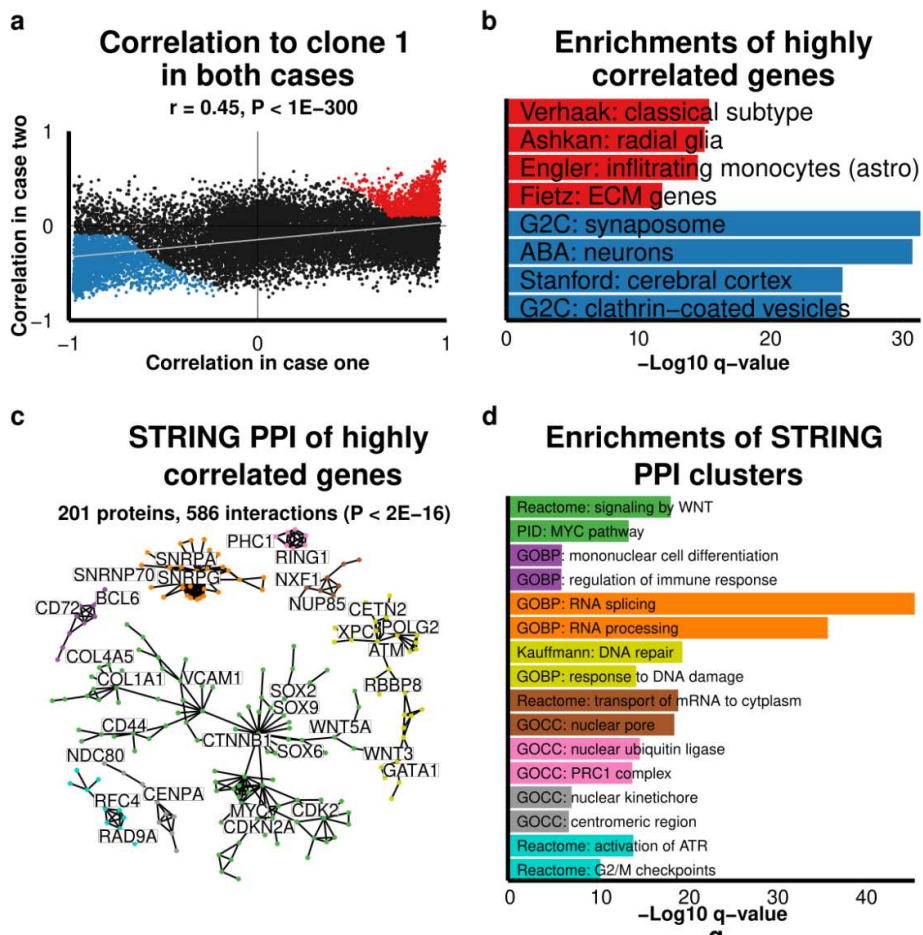 a
Correlation to clone 1
in both cases
r = 0.45, P < 1E−300
Correlation in case two
1
0
−1
−1
0
1
Correlation in case one
b
Enrichments of highly
correlated genes
Verhaak: classical subtype
Ashkan: radial glia
Engler: inflitrating monocytes (astro)
Fietz: ECM genes
G2C: synaposome
ABA: neurons
Stanford: cerebral cortex
G2C: clathrin−coated vesicles
0
10
20
30
−Log10 q−value
c
STRING PPI of highly
correlated genes
201 proteins, 586 interactions (P < 2E−16)
PHC1
RING1
SNRPA
SNRNP70
SNRPG
NXF1
NUP85
CD72
BCL6
CETN2
XPC
POLG2
ATM
COL4A5
COL1A1
VCAM1
RBBP8
SOX2
SOX9
CD44
WNT5A
CTNNB1
SOX6
WNT3
GATA1
NDC80
RFC4
CENPA
MYC
CDK2
CDKN2A
RAD9A
d
Enrichments of STRING
PPI clusters
Reactome: signaling by WNT
PID: MYC pathway
GOBP: mononuclear cell differentiation
GOBP: regulation of immune response
GOBP: RNA splicing
GOBP: RNA processing
Kauffmann: DNA repair
GOBP: response to DNA damage
Reactome: transport of mRNA to cytplasm
GOCC: nuclear pore
GOCC: nuclear ubiquitin ligase
GOCC: PRC1 complex
GOCC: nuclear kinetichore
GOCC: centromeric region
Reactome: activation of ATR
Reactome: G2/M checkpoints
0
10
20
30
40
−Log10 q−value